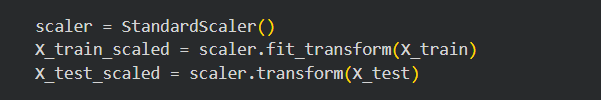 scaler = StandardScaler()
X_train_scaled = scaler.fit_transform(X_train)
X_test_scaled = scaler.transform(X_test)